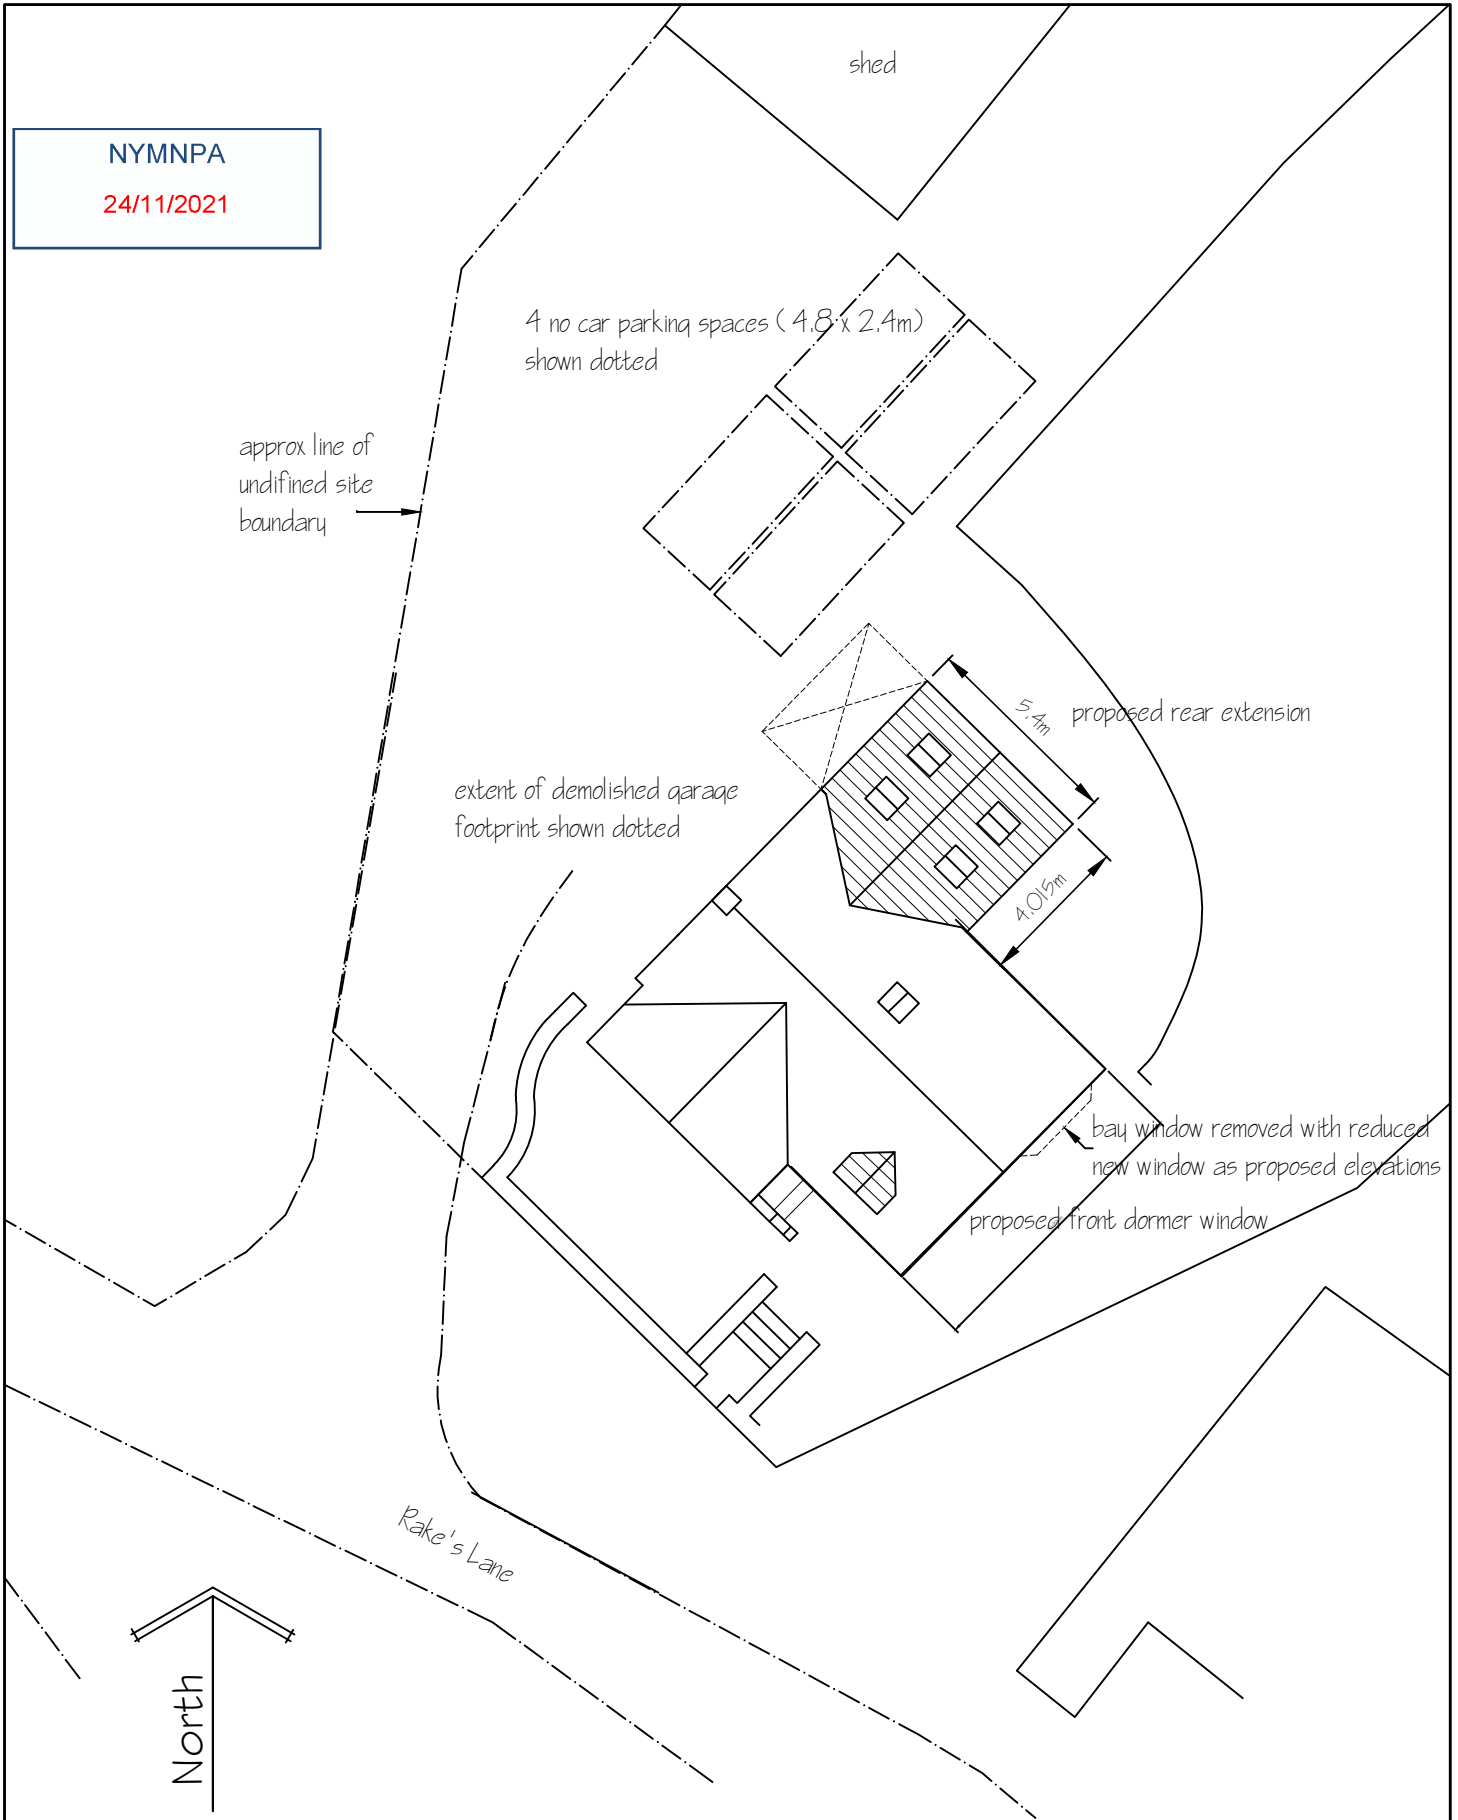 shed
NYMNPA
24/11/2021
4 no car parking spaces ( 4.8 x 2.4m)
shown dotted
approx line of
undifined site
boundary
5.4m
proposed rear extension
extent of demolished garage
footprint shown dotted
4.015m
bay window removed with reduced
new window as proposed elevations
proposed front dormer window
Rake's Lane
North